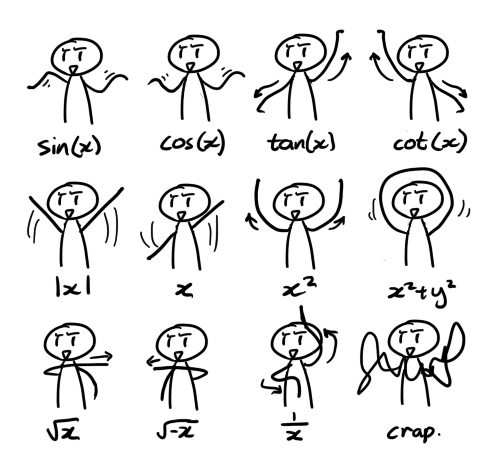 sin(x)
cos(x)
tan(x)
cot(x)
|x|
x
x²
x²+y²
√x
√-x
1/x
crap.